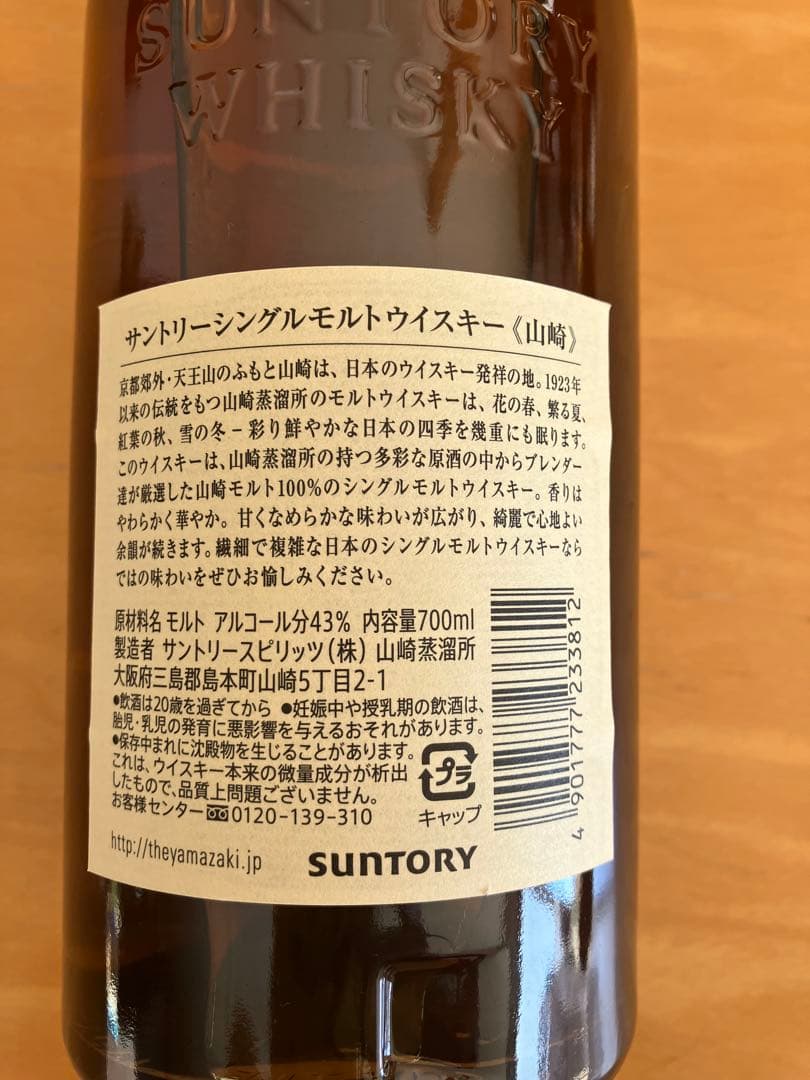 SUNTORY
WHISKY
サントリーシングルモルトウイスキー《山崎》
京都郊外・天王山のふもと山崎は、日本のウイスキー発祥の地。1923年
以来の伝統をもつ山崎蒸溜所のモルトウイスキーは、花の春、繁る夏、
紅葉の秋、雪の冬－彩り鮮やかな日本の四季を幾重にも眠ります。
このウイスキーは、山崎蒸溜所の持つ多彩な原酒の中からブレンダー
達が厳選した山崎モルト100%のシングルモルトウイスキー。香りは
やわらかく華やか。甘くなめらかな味わいが広がり、綺麗で心地よい
余韻が続きます。繊細で複雑な日本のシングルモルトウイスキーなら
ではの味わいをぜひお愉しみください。
原材料名 モルト アルコール分43% 内容量700ml
製造者 サントリースピリッツ(株) 山崎蒸溜所
大阪府三島郡島本町山崎5丁目2-1
●飲酒は20歳を過ぎてから ●妊娠中や授乳期の飲酒は、
胎児・乳児の発育に悪影響を与えるおそれがあります。
●保存中まれに沈殿物を生じることがあります。
これは、ウイスキー本来の微量成分が析出
したもので、品質上問題ございません。
お客様センター 0120-139-310
プラ
キャップ
http://theyamazaki.jp
SUNTORY
4 901777 233812